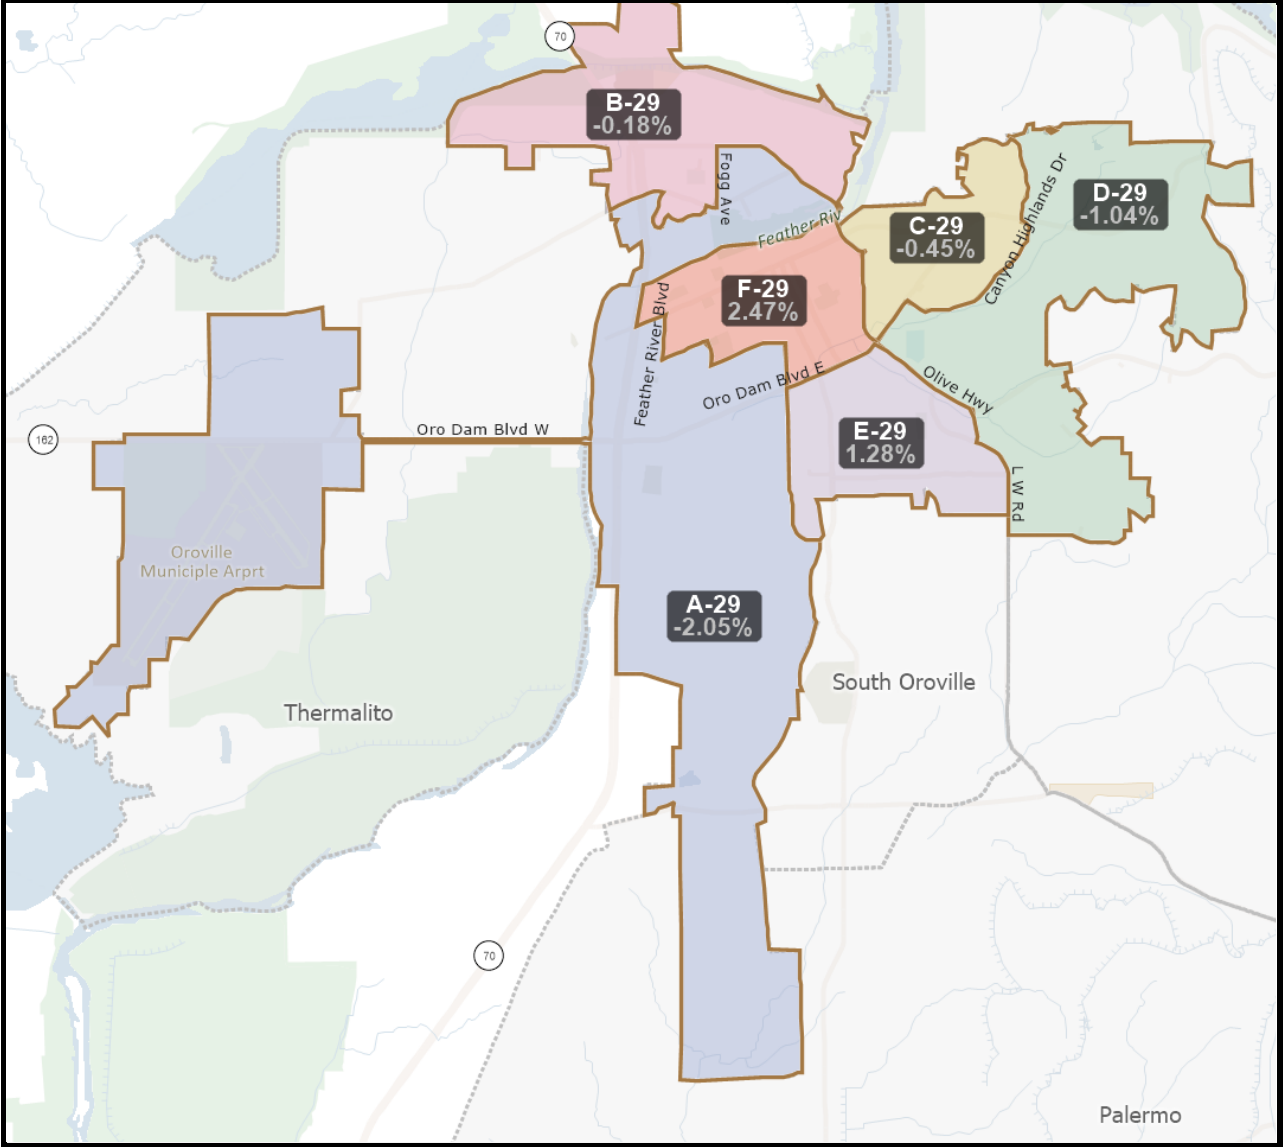 70
B-29
-0.18%
Fogg Ave
Canyon Highlands Dr
D-29
-1.04%
C-29
-0.45%
Feather Riv
F-29
2.47%
Feather River Blvd
Oro Dam Blvd E
Olive Hwy
162
Oro Dam Blvd W
E-29
1.28%
L W Rd
Oroville
Municiple Arprt
A-29
-2.05%
South Oroville
Thermalito
70
Palermo